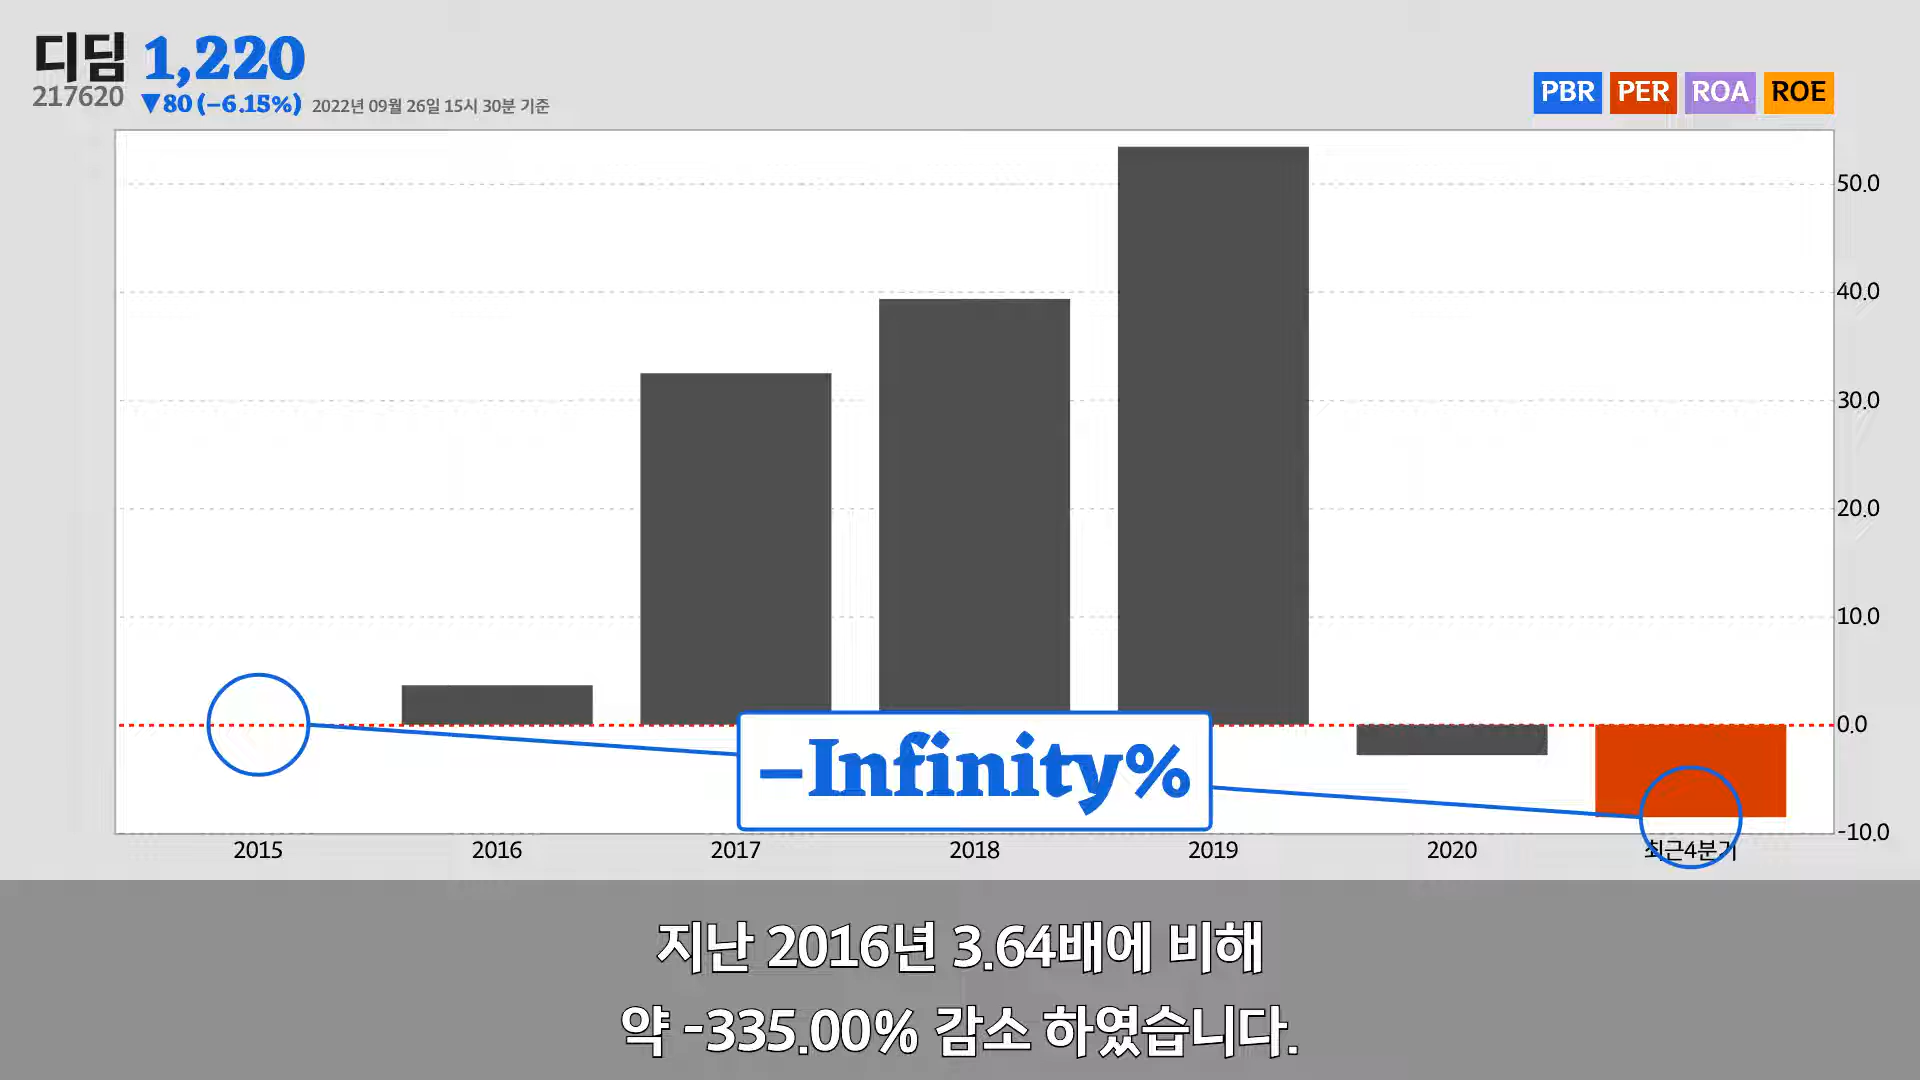 디딤 1,220
217620 ▼80 (−6.15%) 2022년 09월 26일 15시 30분 기준
PBR PER ROA ROE
50.0
40.0
30.0
20.0
10.0
0.0
-10.0
−Infinity%
2015 2016 2017 2018 2019 2020 최근4분기
지난 2016년 3.64배에 비해
약 -335.00% 감소 하였습니다.